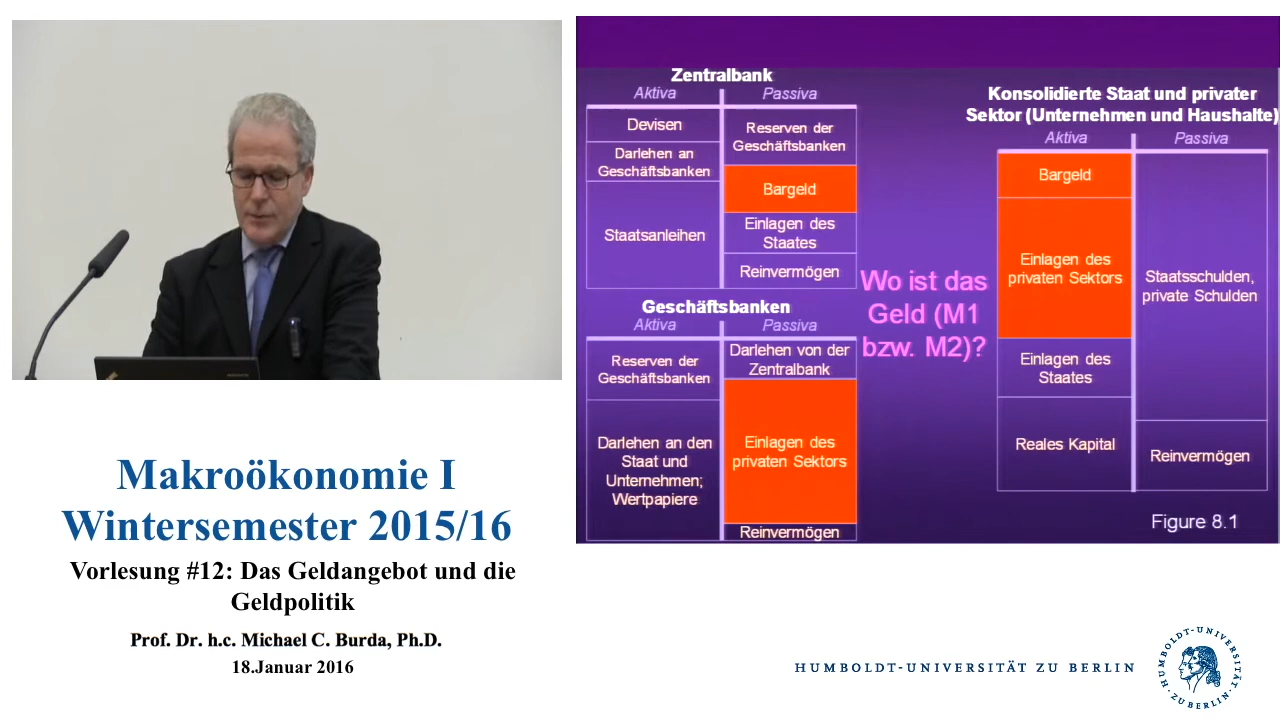 Zentralbank
Aktiva
Passiva
Devisen
Darlehen an
Geschäftsbanken
Staatsanleihen
Reserven der
Geschäftsbanken
Bargeld
Einlagen des
Staates
Reinvermögen
Geschäftsbanken
Aktiva
Passiva
Reserven der
Geschäftsbanken
Darlehen an den
Staat und
Unternehmen;
Wertpapiere
Darlehen von der
Zentralbank
Einlagen des
privaten Sektors
Reinvermögen
Wo ist das
Geld (M1
bzw. M2)?
Konsolidierte Staat und privater
Sektor (Unternehmen und Haushalte)
Aktiva
Passiva
Bargeld
Einlagen des
privaten Sektors
Einlagen des
Staates
Reales Kapital
Staatsschulden,
private Schulden
Reinvermögen
Figure 8.1
Makroökonomie I
Wintersemester 2015/16
Vorlesung #12: Das Geldangebot und die
Geldpolitik
Prof. Dr. h.c. Michael C. Burda, Ph.D.
18.Januar 2016
HUMBOLDT-UNIVERSITÄT ZU BERLIN
HUMBOLDT-UNIVERSITÄT
· ZU BERLIN ·